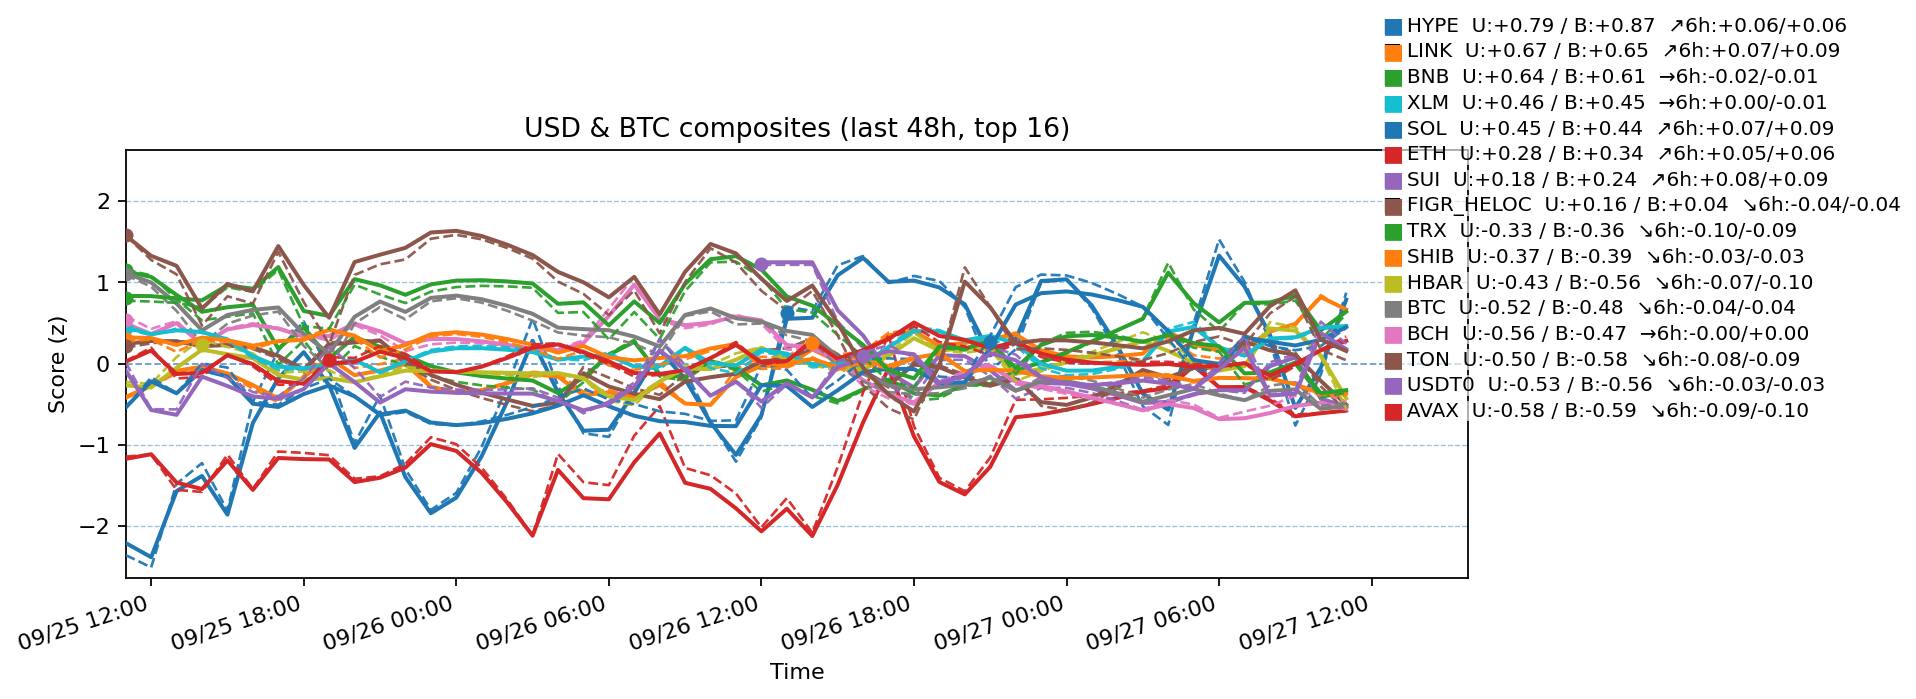 HYPE U:+0.79 / B:+0.87 ↗6h:+0.06/+0.06
LINK U:+0.67 / B:+0.65 ↗6h:+0.07/+0.09
BNB U:+0.64 / B:+0.61 →6h:-0.02/-0.01
XLM U:+0.46 / B:+0.45 →6h:+0.00/-0.01
SOL U:+0.45 / B:+0.44 ↗6h:+0.07/+0.09
ETH U:+0.28 / B:+0.34 ↗6h:+0.05/+0.06
SUI U:+0.18 / B:+0.24 ↗6h:+0.08/+0.09
FIGR_HELOC U:+0.16 / B:+0.04 ↘6h:-0.04/-0.04
TRX U:-0.33 / B:-0.36 ↘6h:-0.10/-0.09
SHIB U:-0.37 / B:-0.39 ↘6h:-0.03/-0.03
HBAR U:-0.43 / B:-0.56 ↘6h:-0.07/-0.10
BTC U:-0.52 / B:-0.48 ↘6h:-0.04/-0.04
BCH U:-0.56 / B:-0.47 →6h:-0.00/+0.00
TON U:-0.50 / B:-0.58 ↘6h:-0.08/-0.09
USDT0 U:-0.53 / B:-0.56 ↘6h:-0.03/-0.03
AVAX U:-0.58 / B:-0.59 ↘6h:-0.09/-0.10
USD & BTC composites (last 48h, top 16)
Score (z)
2
1
0
−1
−2
09/25 12:00
09/25 18:00
09/26 00:00
09/26 06:00
09/26 12:00
09/26 18:00
09/27 00:00
09/27 06:00
09/27 12:00
Time